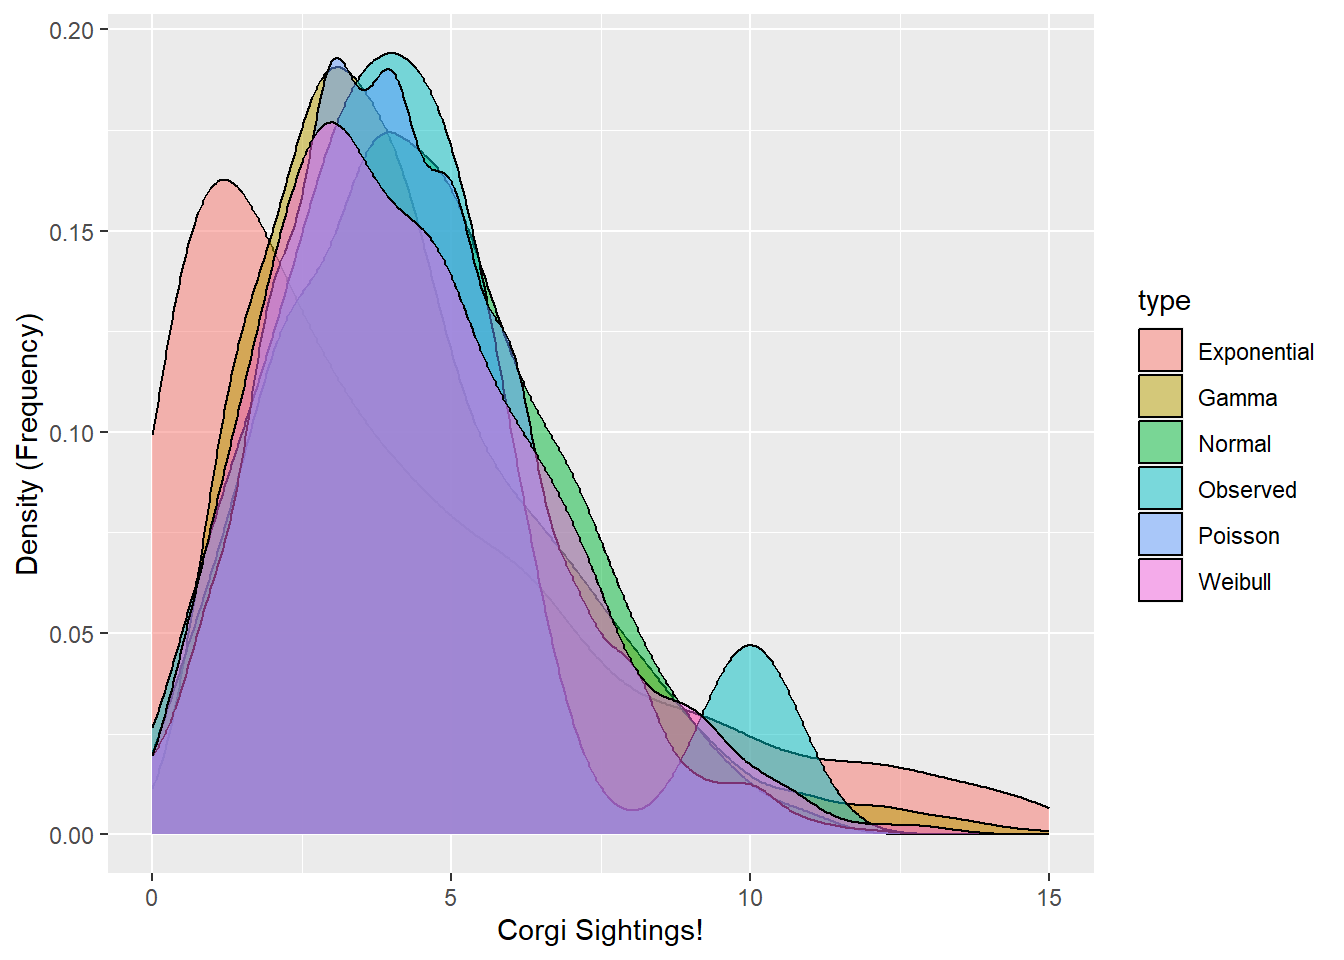 0.20
0.15
0.10
0.05
0.00
Density (Frequency)
0
5
10
15
Corgi Sightings!
type
Exponential
Gamma
Normal
Observed
Poisson
Weibull